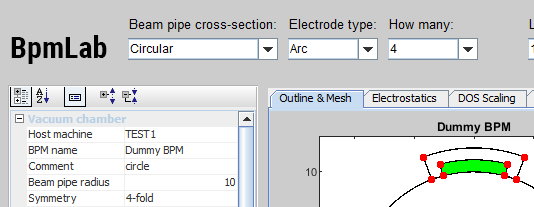 Beam pipe cross-section: Electrode type: How many: L
BpmLab Circular Arc 4
Outline & Mesh Electrostatics DOS Scaling
Vacuum chamber
Host machine TEST1
BPM name Dummy BPM
Comment circle
Beam pipe radius 10
Symmetry 4-fold
Dummy BPM
10